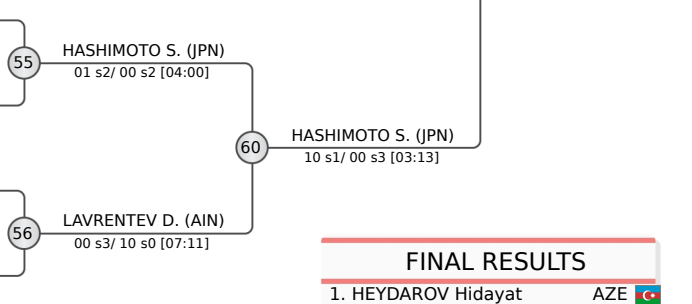 HASHIMOTO S. (JPN)
55
01 s2/ 00 s2 [04:00]
HASHIMOTO S. (JPN)
60
10 s1/ 00 s3 [03:13]
LAVRENTEV D. (AIN)
56
00 s3/ 10 s0 [07:11]
FINAL RESULTS
1. HEYDAROV Hidayat AZE